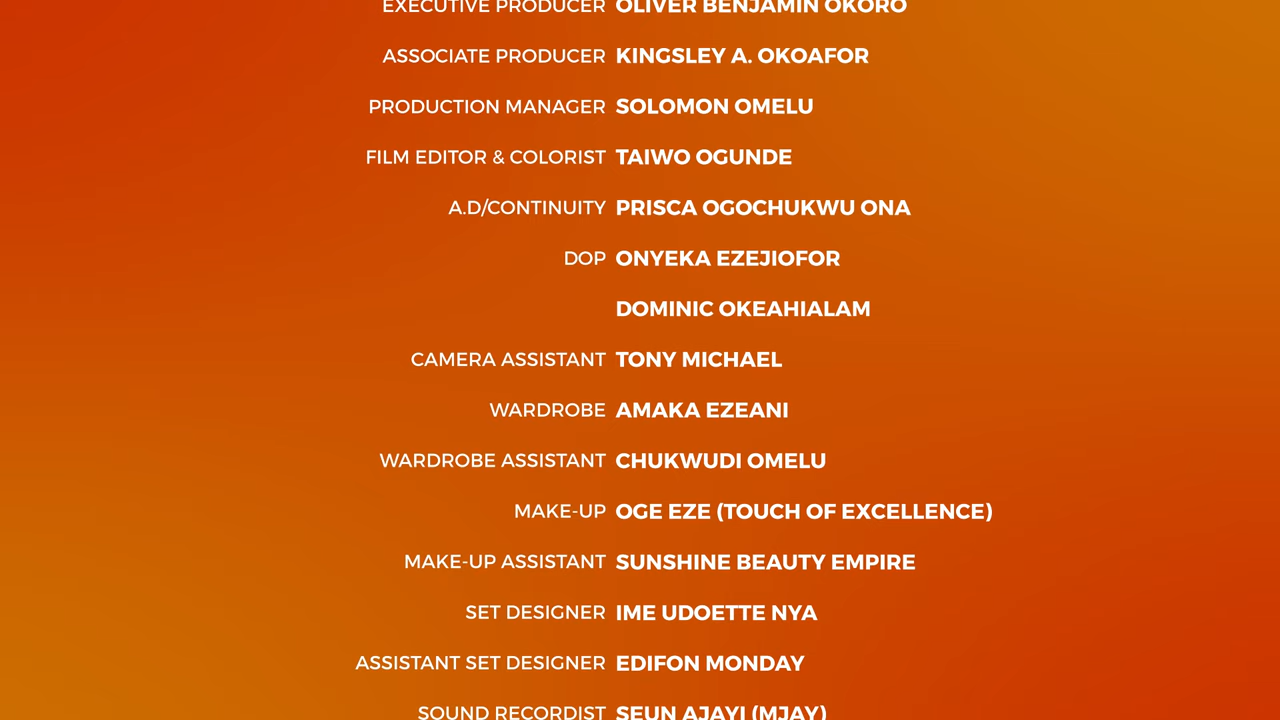 EXECUTIVE PRODUCER OLIVER BENJAMIN OKORO
ASSOCIATE PRODUCER KINGSLEY A. OKOAFOR
PRODUCTION MANAGER SOLOMON OMELU
FILM EDITOR & COLORIST TAIWO OGUNDE
A.D/CONTINUITY PRISCA OGOCHUKWU ONA
DOP ONYEKA EZEJIOFOR
DOMINIC OKEAHIALAM
CAMERA ASSISTANT TONY MICHAEL
WARDROBE AMAKA EZEANI
WARDROBE ASSISTANT CHUKWUDI OMELU
MAKE-UP OGE EZE (TOUCH OF EXCELLENCE)
MAKE-UP ASSISTANT SUNSHINE BEAUTY EMPIRE
SET DESIGNER IME UDOETTE NYA
ASSISTANT SET DESIGNER EDIFON MONDAY
SOUND RECORDIST SEUN AJAYI (MJAY)